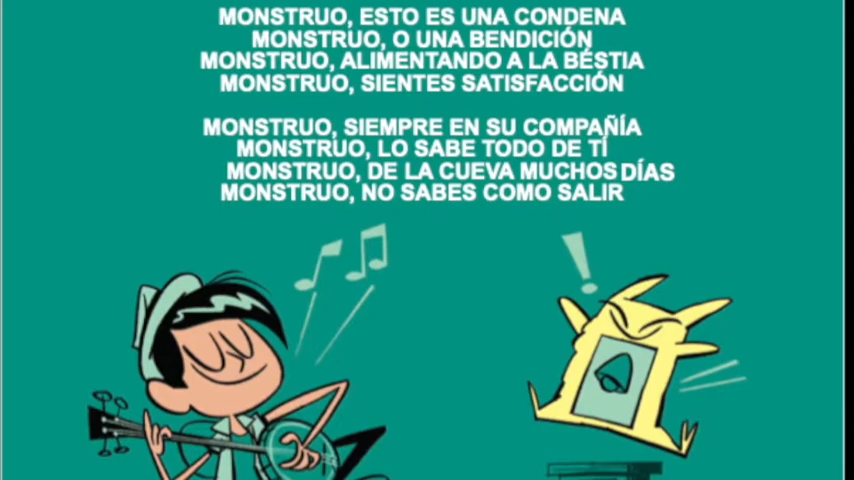 MONSTRUO, ESTO ES UNA CONDENA
MONSTRUO, O UNA BENDICIÓN
MONSTRUO, ALIMENTANDO A LA BÉSTIA
MONSTRUO, SIENTES SATISFACCIÓN
MONSTRUO, SIEMPRE EN SU COMPAÑÍA
MONSTRUO, LO SABE TODO DE TÍ
MONSTRUO, DE LA CUEVA MUCHOS DÍAS
MONSTRUO, NO SABES COMO SALIR
!